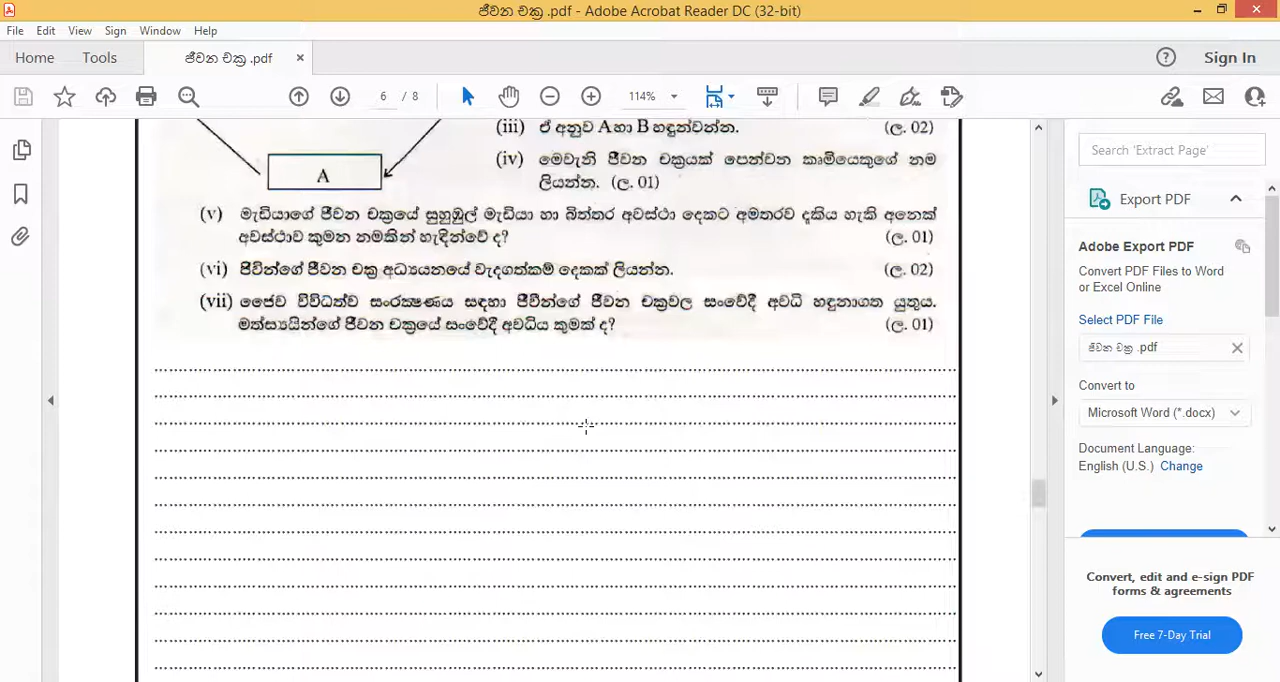 ජීවන චක්‍ර .pdf - Adobe Acrobat Reader DC (32-bit)
File Edit View Sign Window Help
Home Tools ජීවන චක්‍ර .pdf × Sign In
6 / 8 114%
(iii) ඒ අනුව A හා B හඳුන්වන්න. (ල. 02)
(iv) මෙවැනි ජීවන චක්‍රයක් පෙන්වන කෘමියෙකුගේ නම
A
ලියන්න. (ල. 01)
(v) මැඩියාගේ ජීවන චක්‍රයේ සුහුඹුල් මැඩියා හා බිත්තර අවස්ථා දෙකට අමතරව දැකිය හැකි අනෙක්
අවස්ථාව කුමන නමකින් හැඳින්වේ ද? (ල. 01)
(vi) ජීවින්ගේ ජීවන චක්‍ර අධ්‍යයනයේ වැදගත්කම් දෙකක් ලියන්න. (ල. 02)
(vii) ජෛව විවිධත්ව සංරක්ෂණය සඳහා ජීවීන්ගේ ජීවන චක්‍රවල සංවේදී අවධි හඳුනාගත යුතුය.
මත්ස්‍යයින්ගේ ජීවන චක්‍රයේ සංවේදී අවධිය කුමක් ද? (ල. 01)
Search 'Extract Page'
Export PDF
Adobe Export PDF
Convert PDF Files to Word
or Excel Online
Select PDF File
ජීවන චක්‍ර .pdf
Convert to
Microsoft Word (*.docx)
Document Language:
English (U.S.) Change
Convert, edit and e-sign PDF
forms & agreements
Free 7-Day Trial